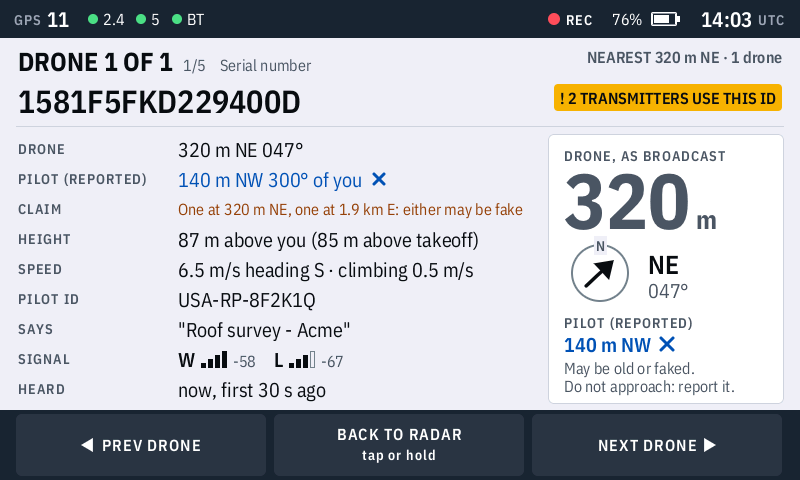 GPS 11 2.4 5 BT REC 76% 14:03 UTC
DRONE 1 OF 1 1/5 Serial number
NEAREST 320 m NE · 1 drone
1581F5FKD229400D
! 2 TRANSMITTERS USE THIS ID
DRONE 320 m NE 047°
PILOT (REPORTED) 140 m NW 300° of you
CLAIM One at 320 m NE, one at 1.9 km E: either may be fake
HEIGHT 87 m above you (85 m above takeoff)
SPEED 6.5 m/s heading S · climbing 0.5 m/s
PILOT ID USA-RP-8F2K1Q
SAYS "Roof survey - Acme"
SIGNAL W -58 L -67
HEARD now, first 30 s ago
DRONE, AS BROADCAST
320 m
N
NE
047°
PILOT (REPORTED)
140 m NW
May be old or faked.
Do not approach: report it.
PREV DRONE
BACK TO RADAR
tap or hold
NEXT DRONE